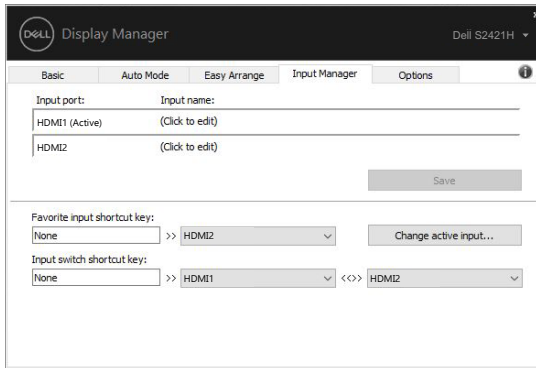 DELL Display Manager
Dell S2421H
Basic Auto Mode Easy Arrange Input Manager Options
Input port: Input name:
HDMI1 (Active) (Click to edit)
HDMI2 (Click to edit)
Save
Favorite input shortcut key:
None >> HDMI2 Change active input...
Input switch shortcut key:
None >> HDMI1 <<>> HDMI2